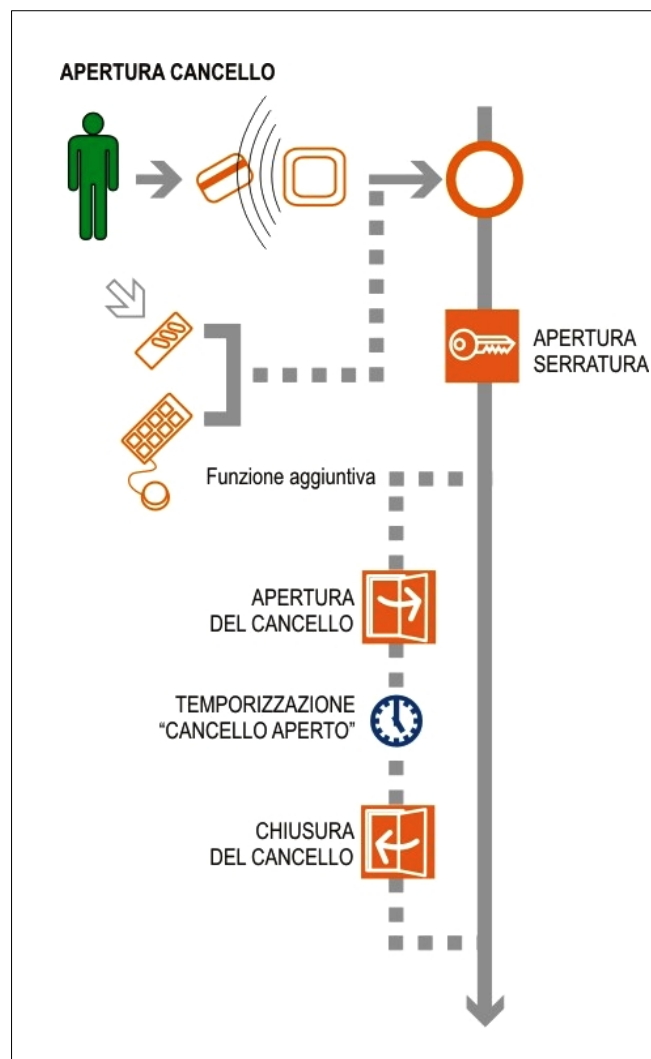 APERTURA CANCELLO
APERTURA
SERRATURA
Funzione aggiuntiva
APERTURA
DEL CANCELLO
TEMPORIZZAZIONE
“CANCELLO APERTO”
CHIUSURA
DEL CANCELLO